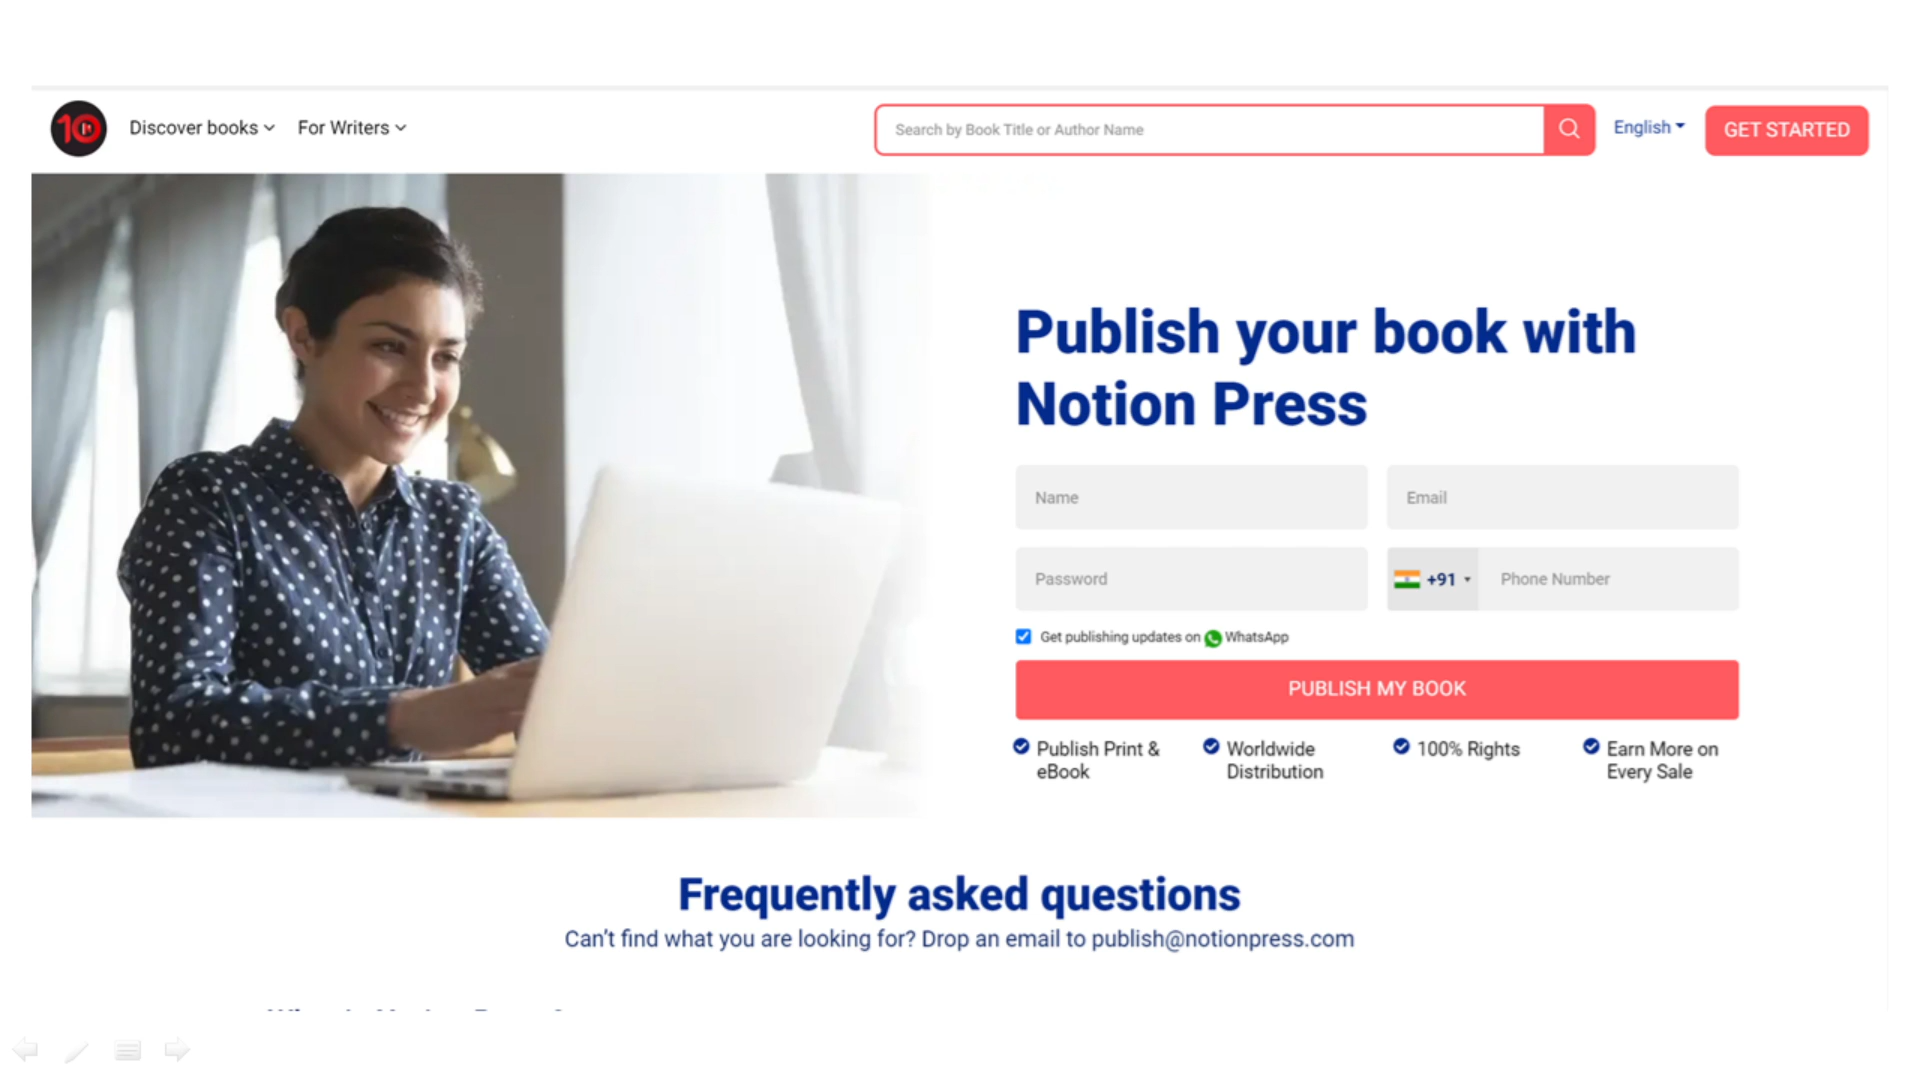 10
Discover books
For Writers
Search by Book Title or Author Name
English
GET STARTED
Publish your book with
Notion Press
Name
Email
Password
+91
Phone Number
Get publishing updates on WhatsApp
PUBLISH MY BOOK
Publish Print &
eBook
Worldwide
Distribution
100% Rights
Earn More on
Every Sale
Frequently asked questions
Can't find what you are looking for? Drop an email to publish@notionpress.com